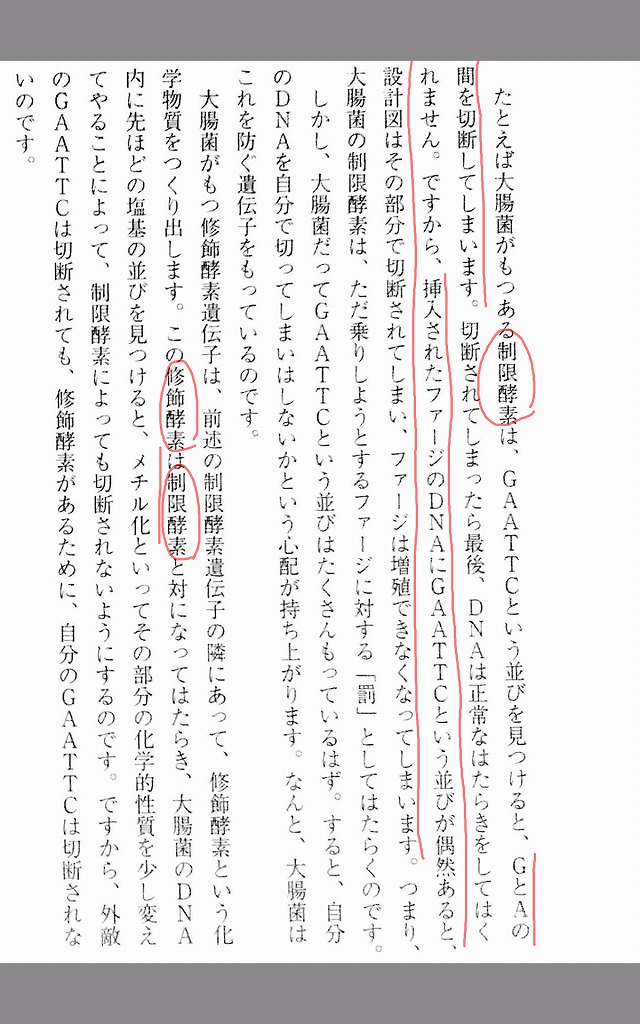 たとえば大腸菌がもつある制限酵素は、GAATTCという並びを見つけると、GとAの
間を切断してしまいます。切断されてしまったら最後、DNAは正常なはたらきをしてはく
れません。ですから、挿入されたファージのDNAにGAATTCという並びが偶然あると、
設計図はその部分で切断されてしまい、ファージは増殖できなくなってしまいます。つまり、
大腸菌の制限酵素は、ただ乗りしようとするファージに対する「罰」としてはたらくのです。
しかし、大腸菌だってGAATTCという並びはたくさんもっているはず。すると、自分
のDNAを自分で切ってしまいはしないかという心配が持ち上がります。なんと、大腸菌は
これを防ぐ遺伝子をもっているのです。
大腸菌がもつ修飾酵素遺伝子は、前述の制限酵素遺伝子の隣にあって、修飾酵素という化
学物質をつくり出します。この修飾酵素は制限酵素と対になってはたらき、大腸菌のDNA
内に先ほどの塩基の並びを見つけると、メチル化といってその部分の化学的性質を少し変え
てやることによって、制限酵素によっても切断されないようにするのです。ですから、外敵
のGAATTCは切断されても、修飾酵素があるために、自分のGAATTCは切断されな
いのです。